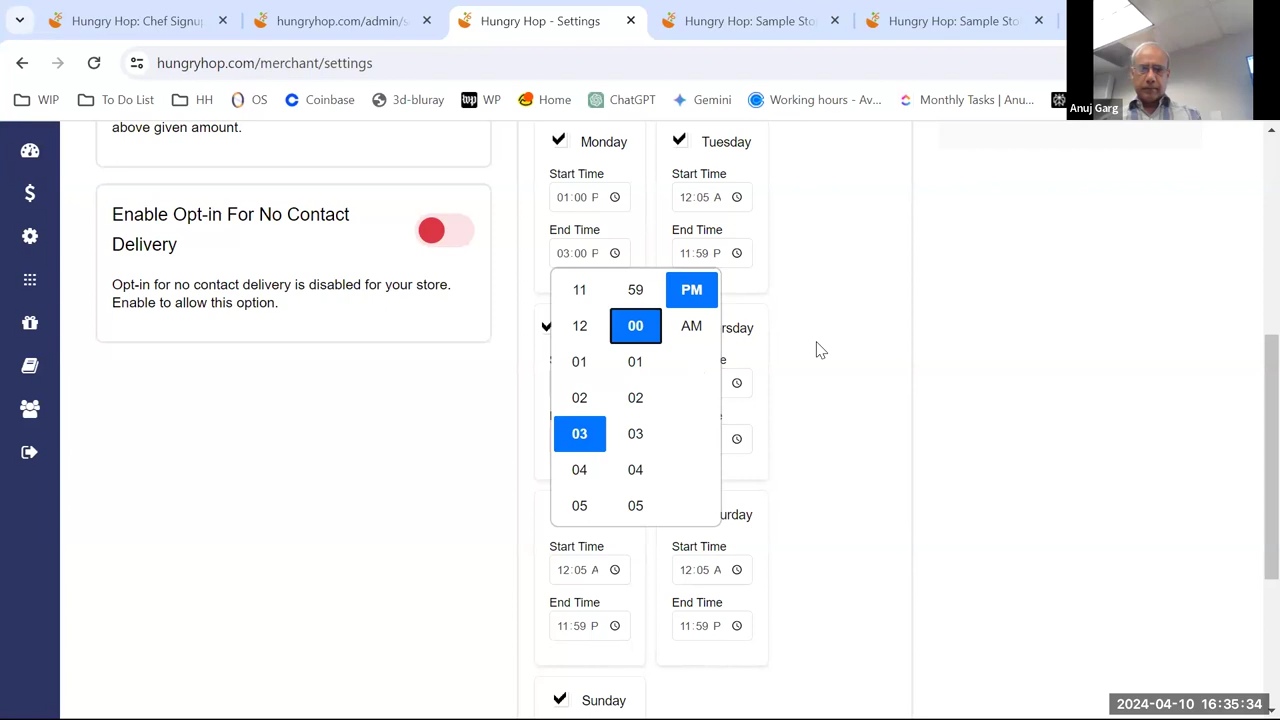 Hungry Hop: Chef Signu
hungryhop.com/admin/s
Hungry Hop - Settings
Hungry Hop: Sample Sto
Hungry Hop: Sample Sto
hungryhop.com/merchant/settings
WIP
To Do List
HH
OS
Coinbase
3d-bluray
WP
Home
ChatGPT
Gemini
Working hours - Av...
Monthly Tasks | Anu...
Anuj Garg
above given amount.
Enable Opt-in For No Contact
Delivery
Opt-in for no contact delivery is disabled for your store.
Enable to allow this option.
Monday
Start Time
01:00 P
End Time
03:00 P
Tuesday
Start Time
12:05 A
End Time
11:59 P
11 59 PM
12 00 AM
01 01
02 02
03 03
04 04
05 05
rsday
urday
Start Time
12:05 A
End Time
11:59 P
Start Time
12:05 A
End Time
11:59 P
Sunday
2024-04-10 16:35:34